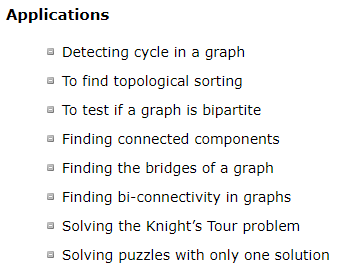 Applications
Detecting cycle in a graph
To find topological sorting
To test if a graph is bipartite
Finding connected components
Finding the bridges of a graph
Finding bi-connectivity in graphs
Solving the Knight’s Tour problem
Solving puzzles with only one solution